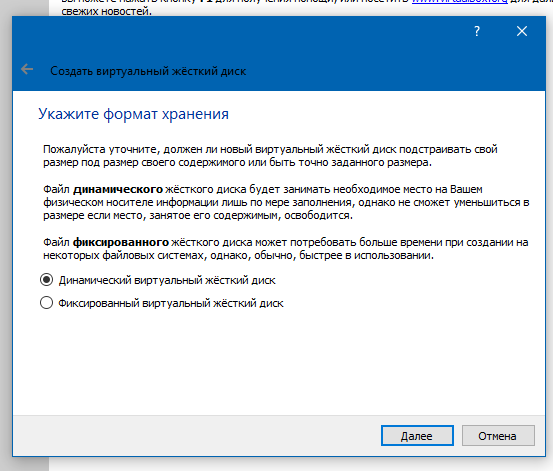 свежих новостей.
?
Создать виртуальный жёсткий диск
Укажите формат хранения
Пожалуйста уточните, должен ли новый виртуальный жёсткий диск подстраивать свой
размер под размер своего содержимого или быть точно заданного размера.
Файл динамического жёсткого диска будет занимать необходимое место на Вашем
физическом носителе информации лишь по мере заполнения, однако не сможет уменьшиться в
размере если место, занятое его содержимым, освободится.
Файл фиксированного жёсткого диска может потребовать больше времени при создании на
некоторых файловых системах, однако, обычно, быстрее в использовании.
Динамический виртуальный жёсткий диск
Фиксированный виртуальный жёсткий диск
Далее
Отмена